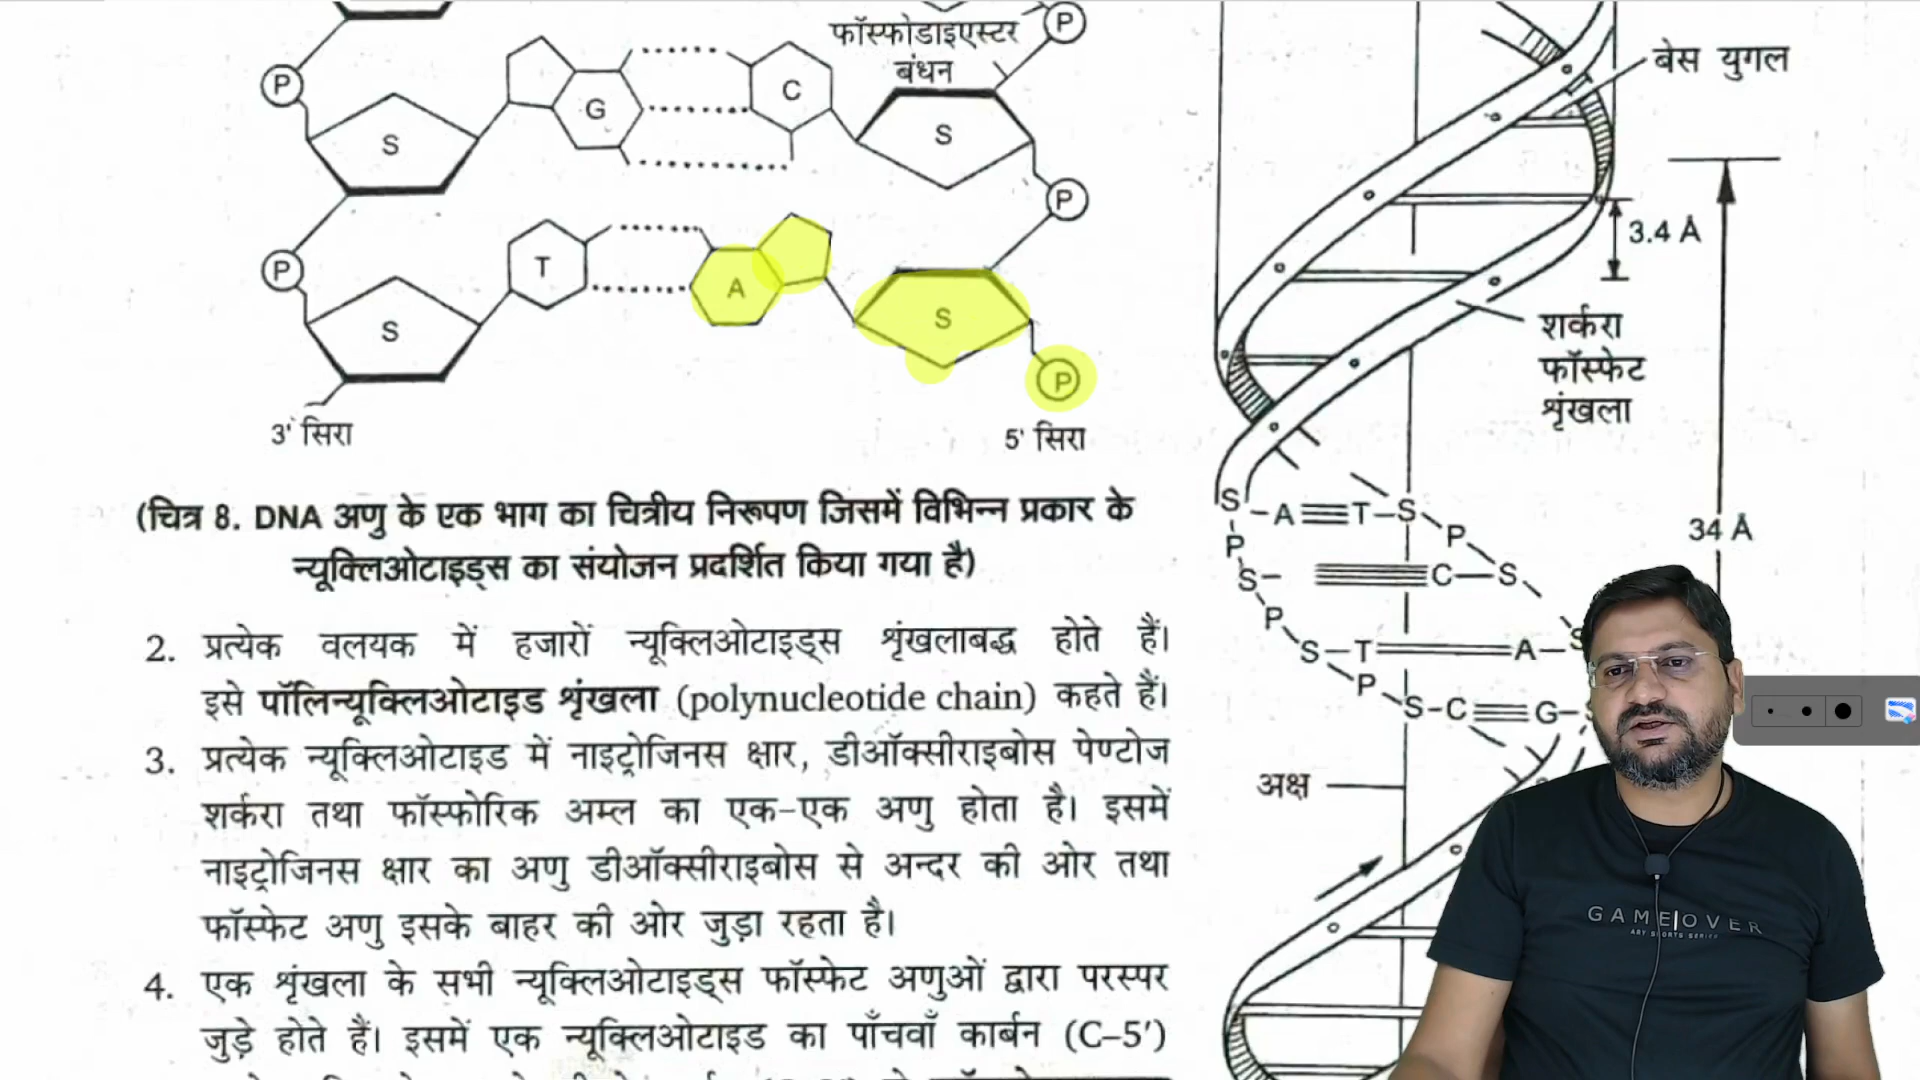 फॉस्फोडाइएस्टर
बंधन
P
P
G
C
S
S
P
P
T
A
S
S
P
3' सिरा
5' सिरा
बेस युगल
3.4 Å
शर्करा
फॉस्फेट
शृंखला
34 Å
S–A≡T–S
P
P
S–
C–S
P
P
S–T
A–S
P
S–C≡G–S
अक्ष
(चित्र 8. DNA अणु के एक भाग का चित्रीय निरूपण जिसमें विभिन्न प्रकार के
न्यूक्लिओटाइड्स का संयोजन प्रदर्शित किया गया है)
2. प्रत्येक वलयक में हजारों न्यूक्लिओटाइड्स शृंखलाबद्ध होते हैं।
इसे पॉलिन्यूक्लिओटाइड शृंखला (polynucleotide chain) कहते हैं।
3. प्रत्येक न्यूक्लिओटाइड में नाइट्रोजिनस क्षार, डीऑक्सीराइबोस पेण्टोज
शर्करा तथा फॉस्फोरिक अम्ल का एक-एक अणु होता है। इसमें
नाइट्रोजिनस क्षार का अणु डीऑक्सीराइबोस से अन्दर की ओर तथा
फॉस्फेट अणु इसके बाहर की ओर जुड़ा रहता है।
4. एक शृंखला के सभी न्यूक्लिओटाइड्स फॉस्फेट अणुओं द्वारा परस्पर
जुड़े होते हैं। इसमें एक न्यूक्लिओटाइड का पाँचवाँ कार्बन (C–5')
GAME|OVER